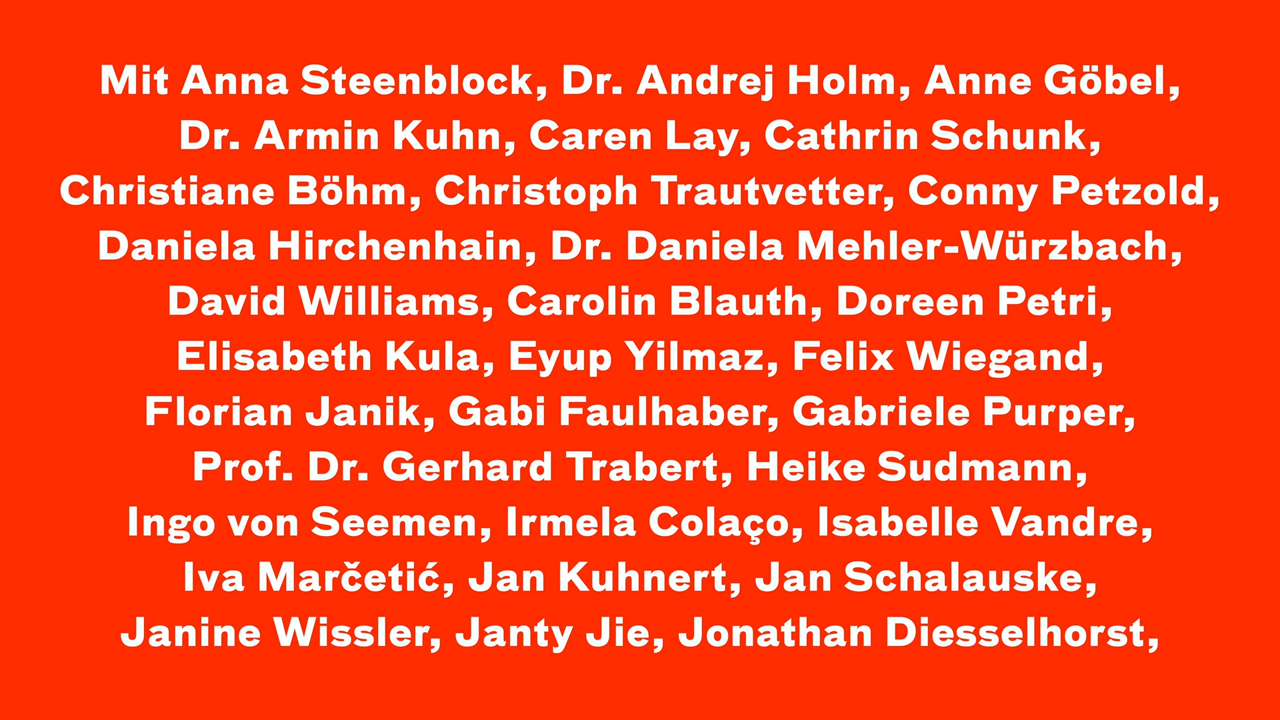 Mit Anna Steenblock, Dr. Andrej Holm, Anne Göbel,
Dr. Armin Kuhn, Caren Lay, Cathrin Schunk,
Christiane Böhm, Christoph Trautvetter, Conny Petzold,
Daniela Hirchenhain, Dr. Daniela Mehler-Würzbach,
David Williams, Carolin Blauth, Doreen Petri,
Elisabeth Kula, Eyup Yilmaz, Felix Wiegand,
Florian Janik, Gabi Faulhaber, Gabriele Purper,
Prof. Dr. Gerhard Trabert, Heike Sudmann,
Ingo von Seemen, Irmela Colaço, Isabelle Vandre,
Iva Marčetić, Jan Kuhnert, Jan Schalauske,
Janine Wissler, Janty Jie, Jonathan Diesselhorst,